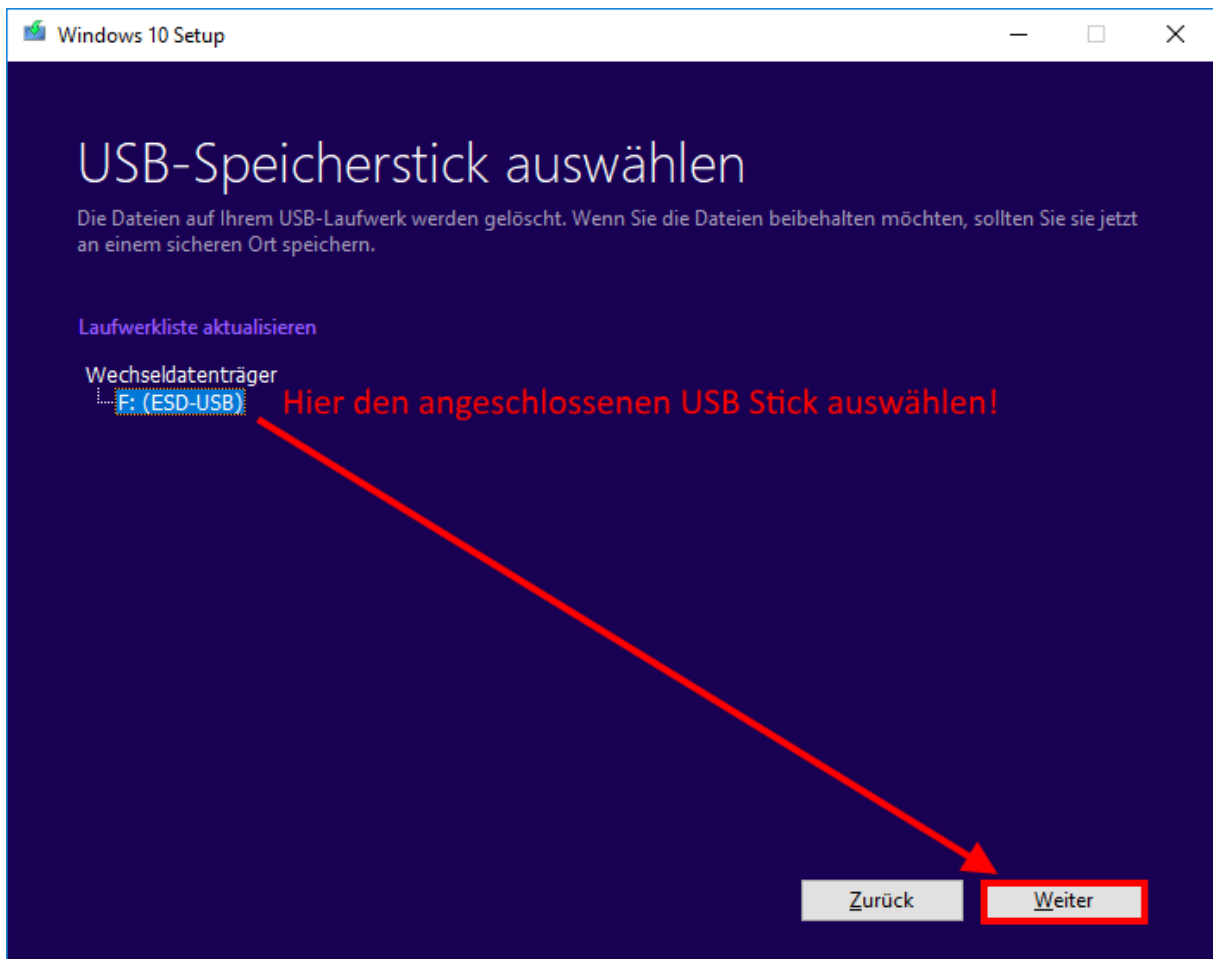 Windows 10 Setup
USB-Speicherstick auswählen
Die Dateien auf Ihrem USB-Laufwerk werden gelöscht. Wenn Sie die Dateien beibehalten möchten, sollten Sie sie jetzt
an einem sicheren Ort speichern.
Laufwerkliste aktualisieren
Wechseldatenträger
F: (ESD-USB) Hier den angeschlossenen USB Stick auswählen!
Zurück Weiter